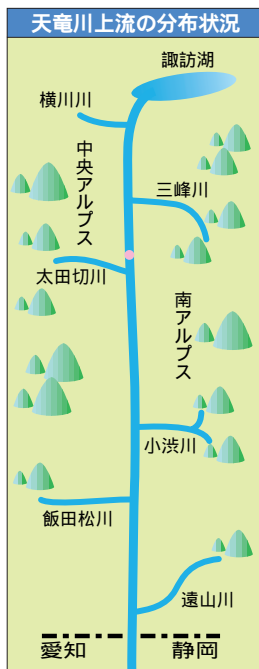 天竜川上流の分布状況
諏訪湖
横川川
中央アルプス
三峰川
太田切川
南アルプス
小渋川
飯田松川
遠山川
愛知
静岡